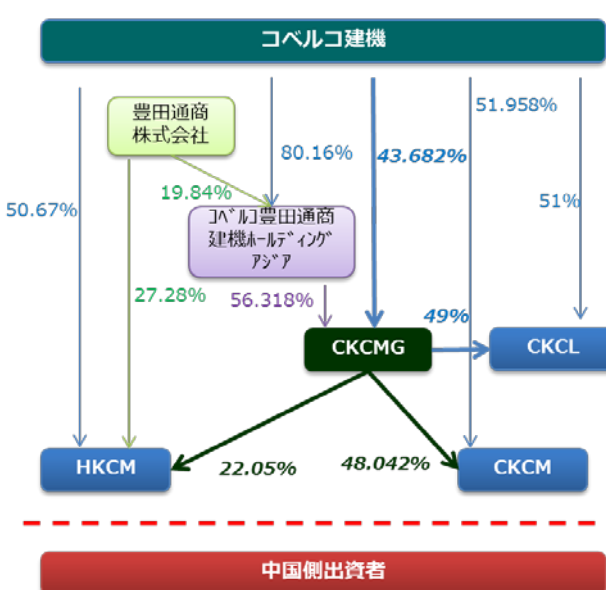 コベルコ建機
51.958%
豊田通商
株式会社
80.16%
43.682%
19.84%
50.67%
51%
ｺﾍﾞﾙｺ豊田通商
建機ﾎｰﾙﾃﾞｨﾝｸﾞ
ｱｼﾞｱ
27.28%
56.318%
49%
CKCMG
CKCL
HKCM
22.05%
48.042%
CKCM
中国側出資者